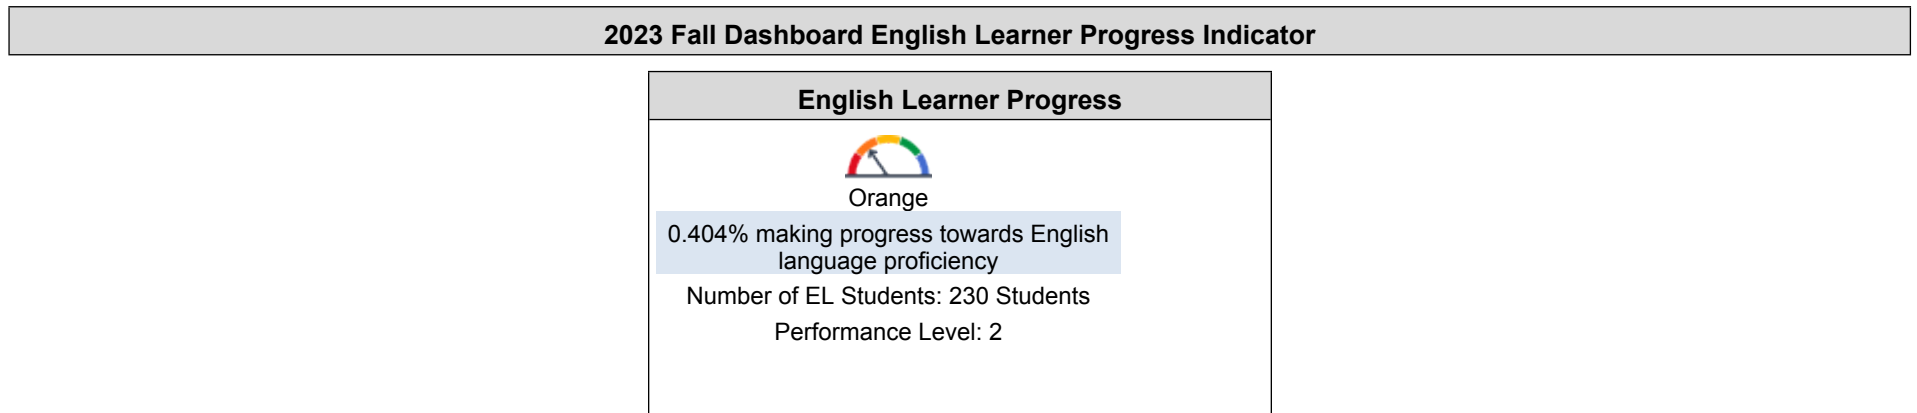 2023 Fall Dashboard English Learner Progress Indicator
English Learner Progress
Orange
0.404% making progress towards English
language proficiency
Number of EL Students: 230 Students
Performance Level: 2